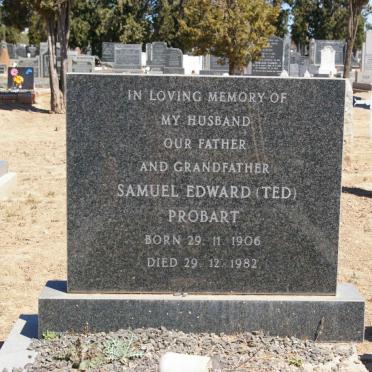 IN LOVING MEMORY OF
MY HUSBAND
OUR FATHER
AND GRANDFATHER
SAMUEL EDWARD (TED)
PROBART
BORN 29. 11. 1906
DIED 29. 12. 1982